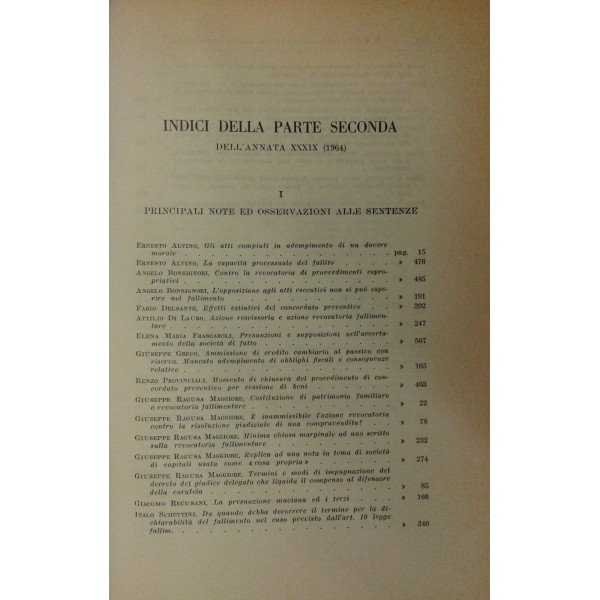 INDICI DELLA PARTE SECONDA
DELL'ANNATA XXXIX (1964)
I
PRINCIPALI NOTE ED OSSERVAZIONI ALLE SENTENZE
ERNESTO ALVINO, Gli atti compiuti in adempimento di un dovere
morale . . . . . . . . . . . pag. 15
ERNESTO ALVINO, La capacità processuale del fallito . . . . . » 478
ANGELO BONSIGNORI, Contro la revocatoria di provvedimenti espro-
priativi . . . . . . . . . . . » 485
ANGELO BONSIGNORI, L'opposizione agli atti esecutivi non si può espe-
rire nel fallimento . . . . . . . . . » 191
FABIO DELSANTE, Effetti estintivi del concordato preventivo . . » 392
ATTILIO DI LAURO, Azione rescissoria e azione revocatoria fallimen-
tare . . . . . . . . . . . » 247
ELENA MARIA FRASCAROLI, Presunzioni e supposizioni nell'accerta-
mento della società di fatto . . . . . . . » 507
GIUSEPPE GRECO, Ammissione di credito cambiario al passivo con
riserva. Mancato adempimento di obblighi fiscali e conseguenze
relative . . . . . . . . . . . » 165
RENZO PROVINCIALI, Momento di chiusura del procedimento di con-
cordato preventivo per cessione di beni . . . . . » 463
GIUSEPPE RAGUSA MAGGIORE, Costituzione di patrimonio familiare
e revocatoria fallimentare . . . . . . . . » 22
GIUSEPPE RAGUSA MAGGIORE, È inammissibile l'azione revocatoria
contro la risoluzione giudiziale di una compravendita? . . » 78
GIUSEPPE RAGUSA MAGGIORE, Minima chiosa marginale ad uno scritto
sulla revocatoria fallimentare . . . . . . . » 232
GIUSEPPE RAGUSA MAGGIORE, Replica ad una nota in tema di società
di capitali usata come « cosa propria » . . . . . » 274
GIUSEPPE RAGUSA MAGGIORE, Termini e modi di impugnazione del
decreto del giudice delegato che liquida il compenso al difensore
della curatela . . . . . . . . . . » 85
GIACOMO RECUSANI, La presunzione muciana ed i terzi . . . . » 166
ITALO SCHETTINI, Da quando debba decorrere il termine per la di-
chiarabilità del fallimento nel caso previsto dall'art. 10 legge
fallim. . . . . . . . . . . . » 340